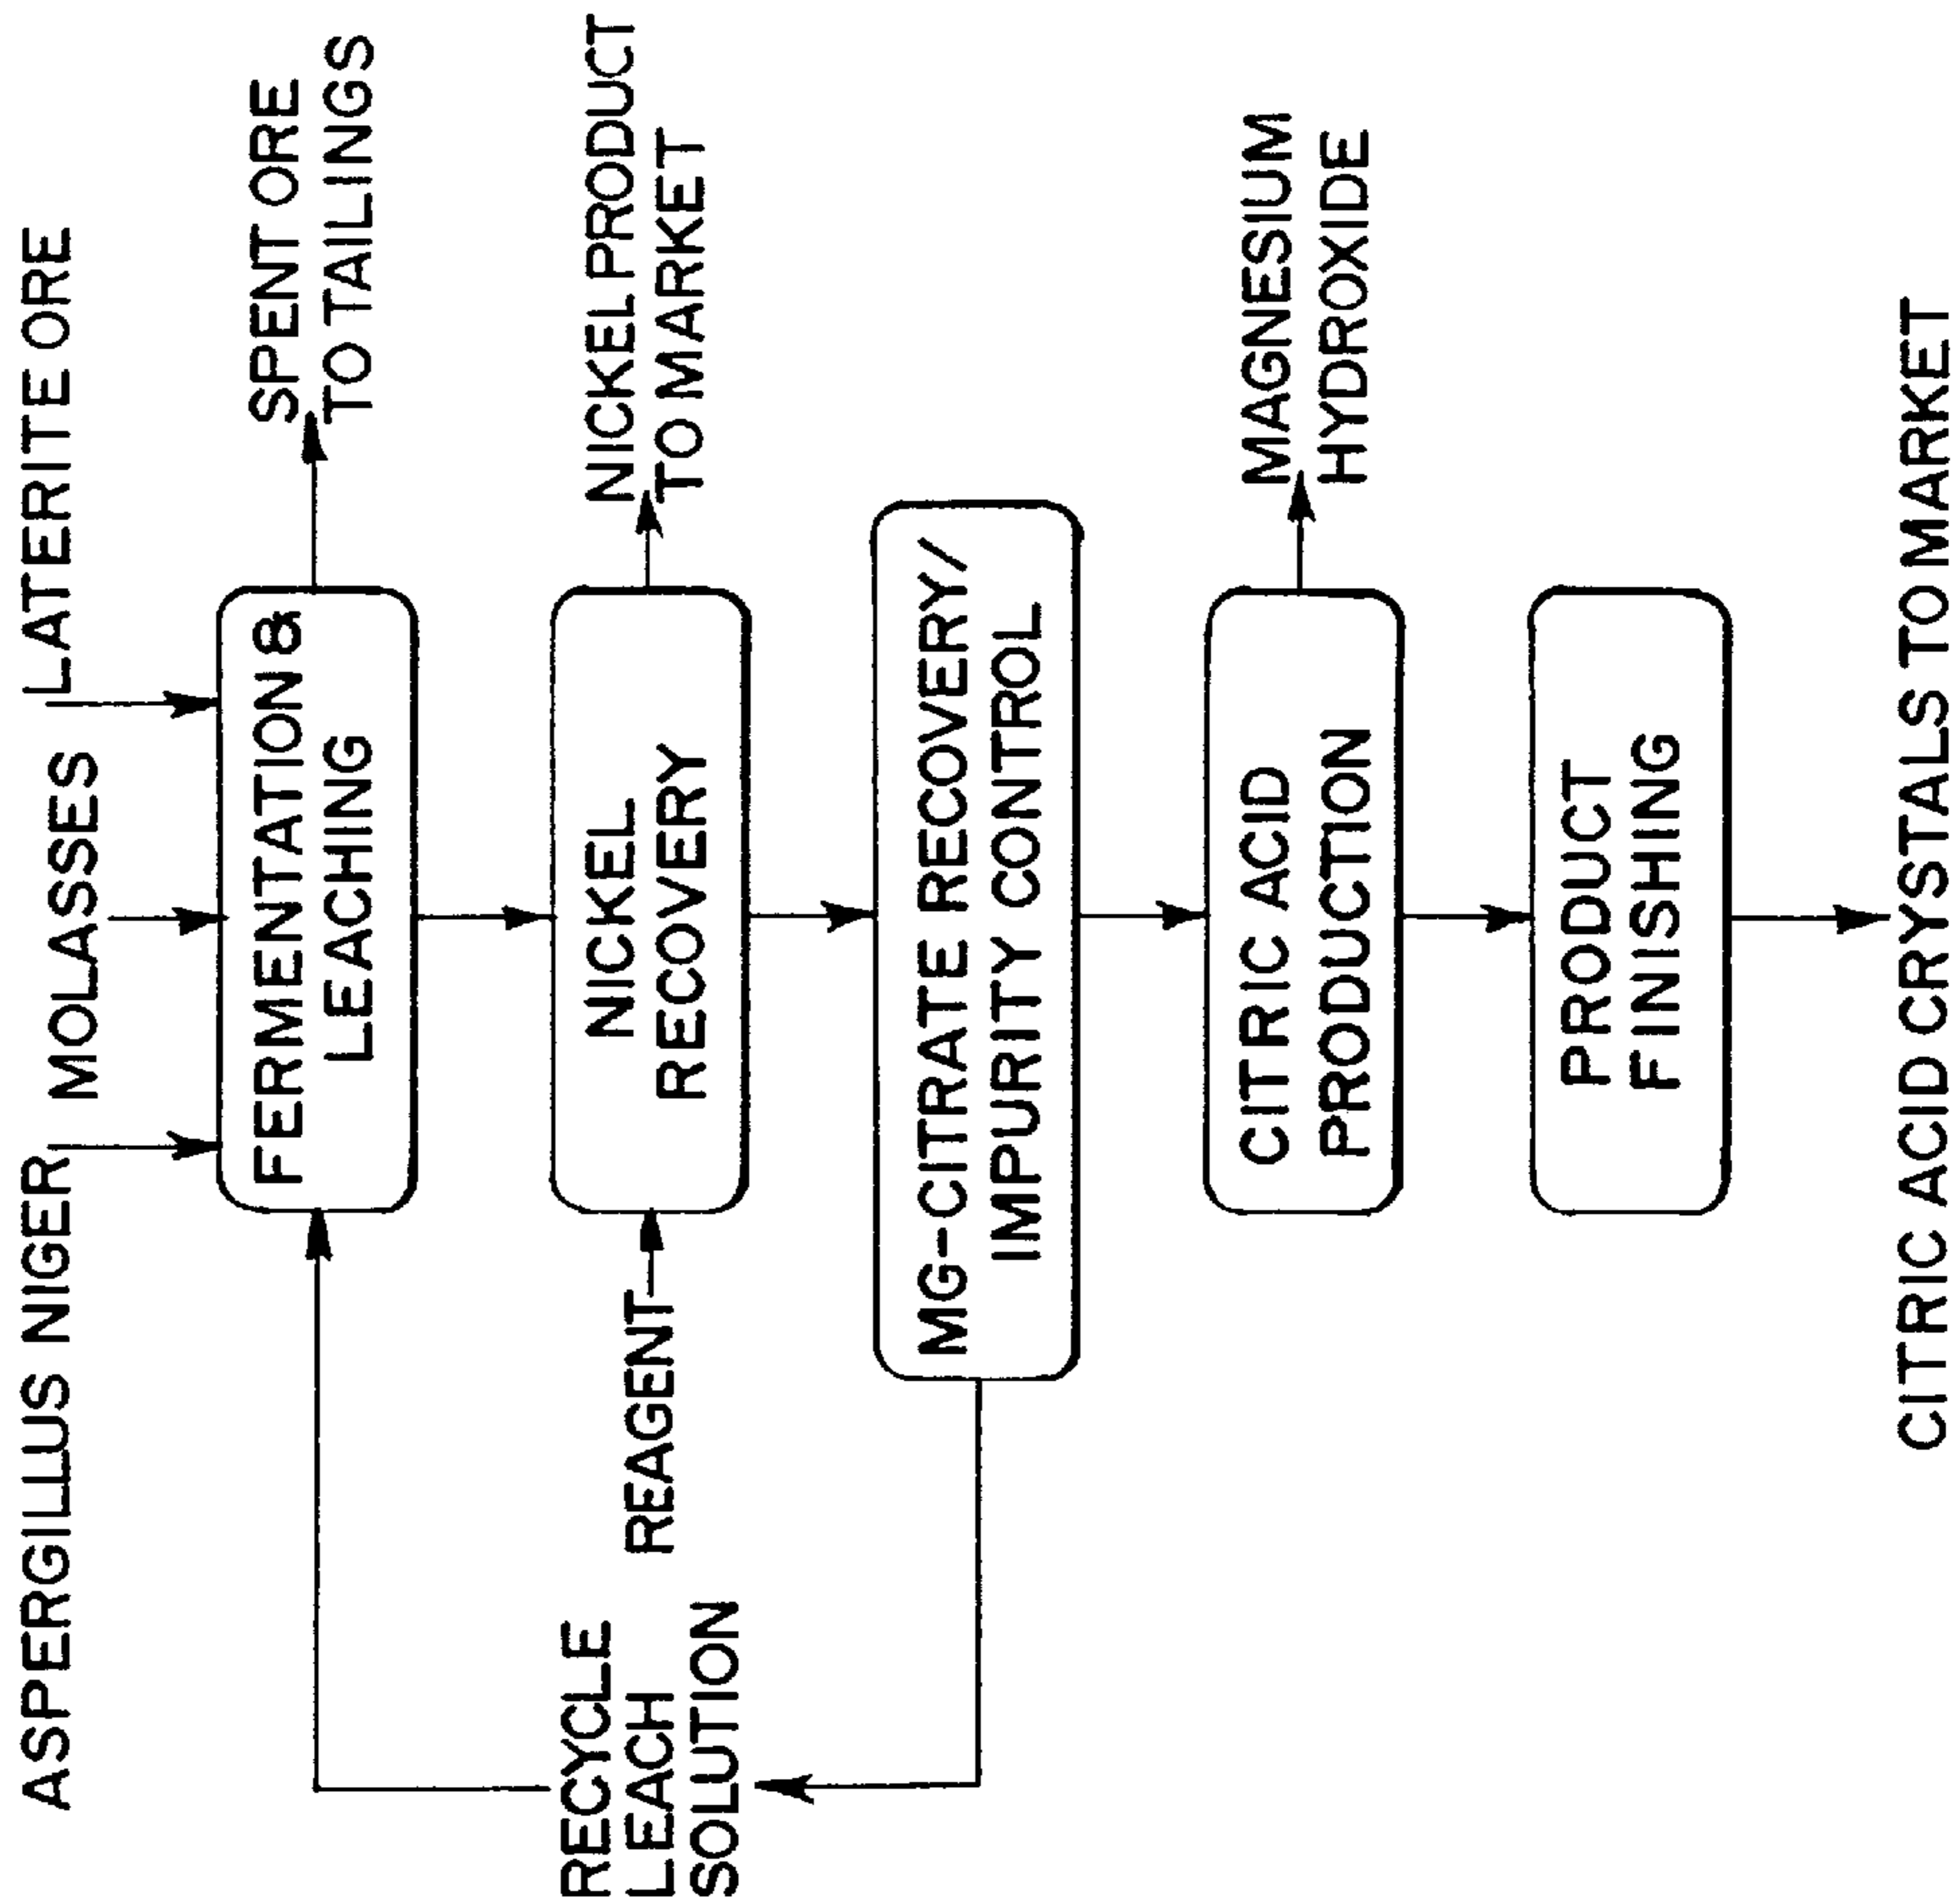 ASPERGILLUS NIGER
MOLASSES
LATERITE ORE
FERMENTATION &
LEACHING
SPENT ORE
TO TAILINGS
RECYCLE
LEACH
SOLUTION
REAGENT
NICKEL
RECOVERY
NICKEL PRODUCT
TO MARKET
MG-CITRATE RECOVERY/
IMPURITY CONTROL
CITRIC ACID
PRODUCTION
MAGNESIUM
HYDROXIDE
PRODUCT
FINISHING
CITRIC ACID CRYSTALS TO MARKET